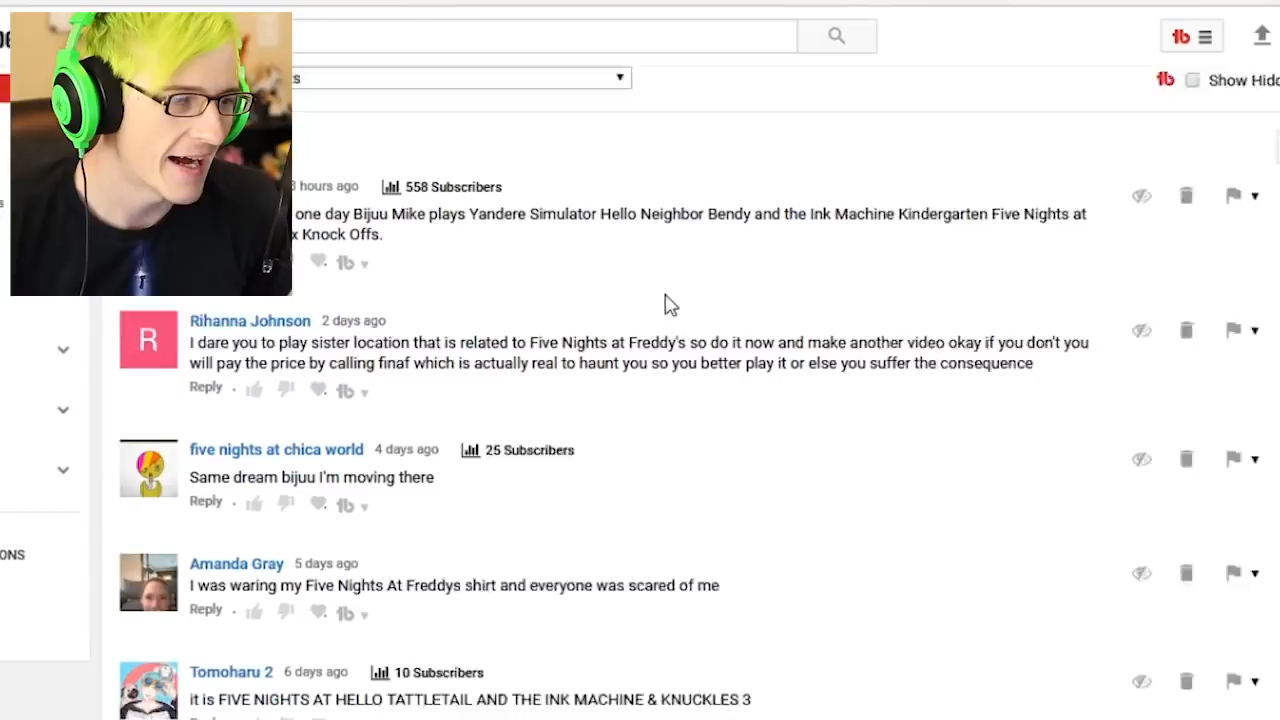 s
Show Hidd
3 hours ago 558 Subscribers
one day Bijuu Mike plays Yandere Simulator Hello Neighbor Bendy and the Ink Machine Kindergarten Five Nights at
x Knock Offs.
R
Rihanna Johnson 2 days ago
I dare you to play sister location that is related to Five Nights at Freddy's so do it now and make another video okay if you don't you
will pay the price by calling finaf which is actually real to haunt you so you better play it or else you suffer the consequence
Reply
five nights at chica world 4 days ago 25 Subscribers
Same dream bijuu I'm moving there
Reply
ONS
Amanda Gray 5 days ago
I was waring my Five Nights At Freddys shirt and everyone was scared of me
Reply
Tomoharu 2 6 days ago 10 Subscribers
it is FIVE NIGHTS AT HELLO TATTLETAIL AND THE INK MACHINE & KNUCKLES 3